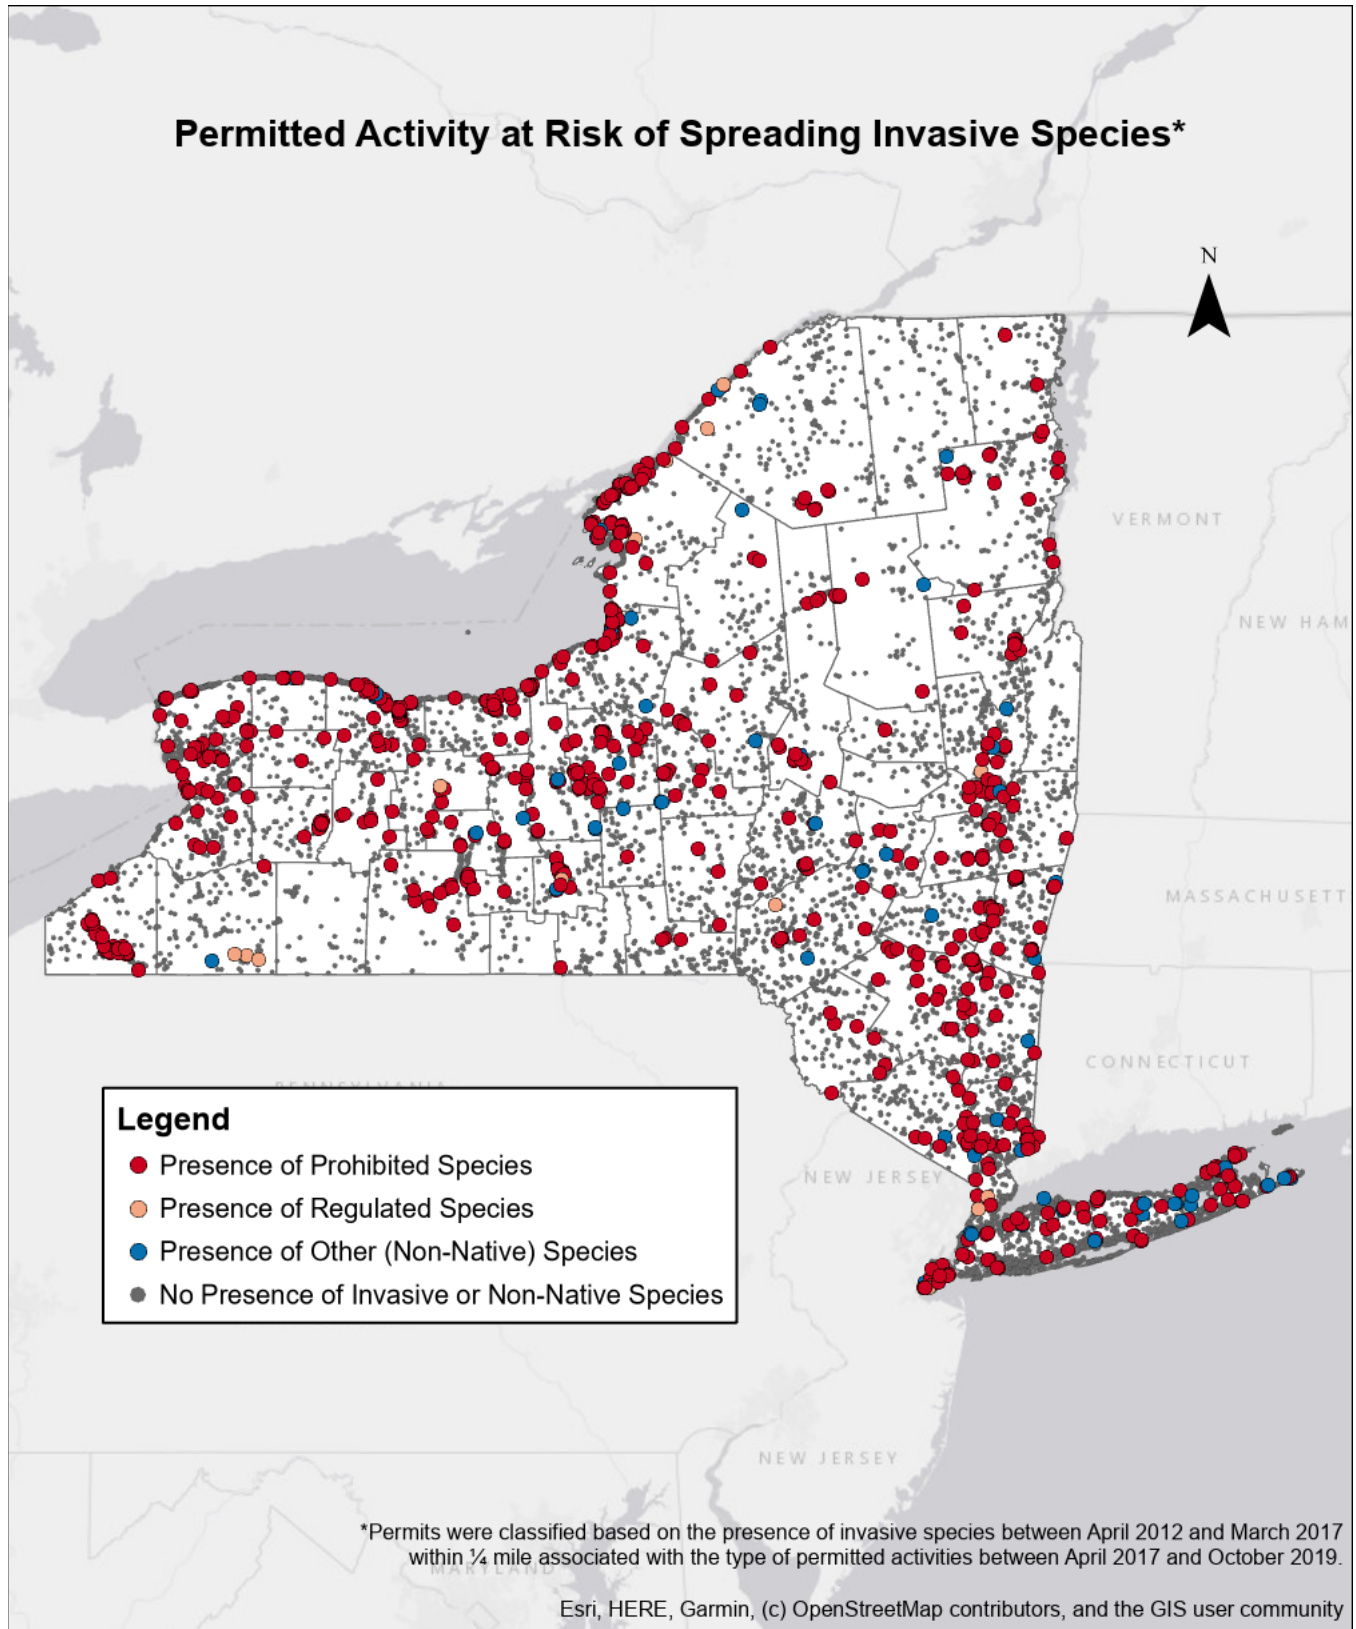 Permitted Activity at Risk of Spreading Invasive Species*
N
VERMONT
NEW HAM
MASSACHUSETT
CONNECTICUT
PENNSYLVANIA
Legend
Presence of Prohibited Species
Presence of Regulated Species
Presence of Other (Non-Native) Species
No Presence of Invasive or Non-Native Species
NEW JERSEY
NEW JERSEY
*Permits were classified based on the presence of invasive species between April 2012 and March 2017
within ¼ mile associated with the type of permitted activities between April 2017 and October 2019.
MARYLAND
Esri, HERE, Garmin, (c) OpenStreetMap contributors, and the GIS user community